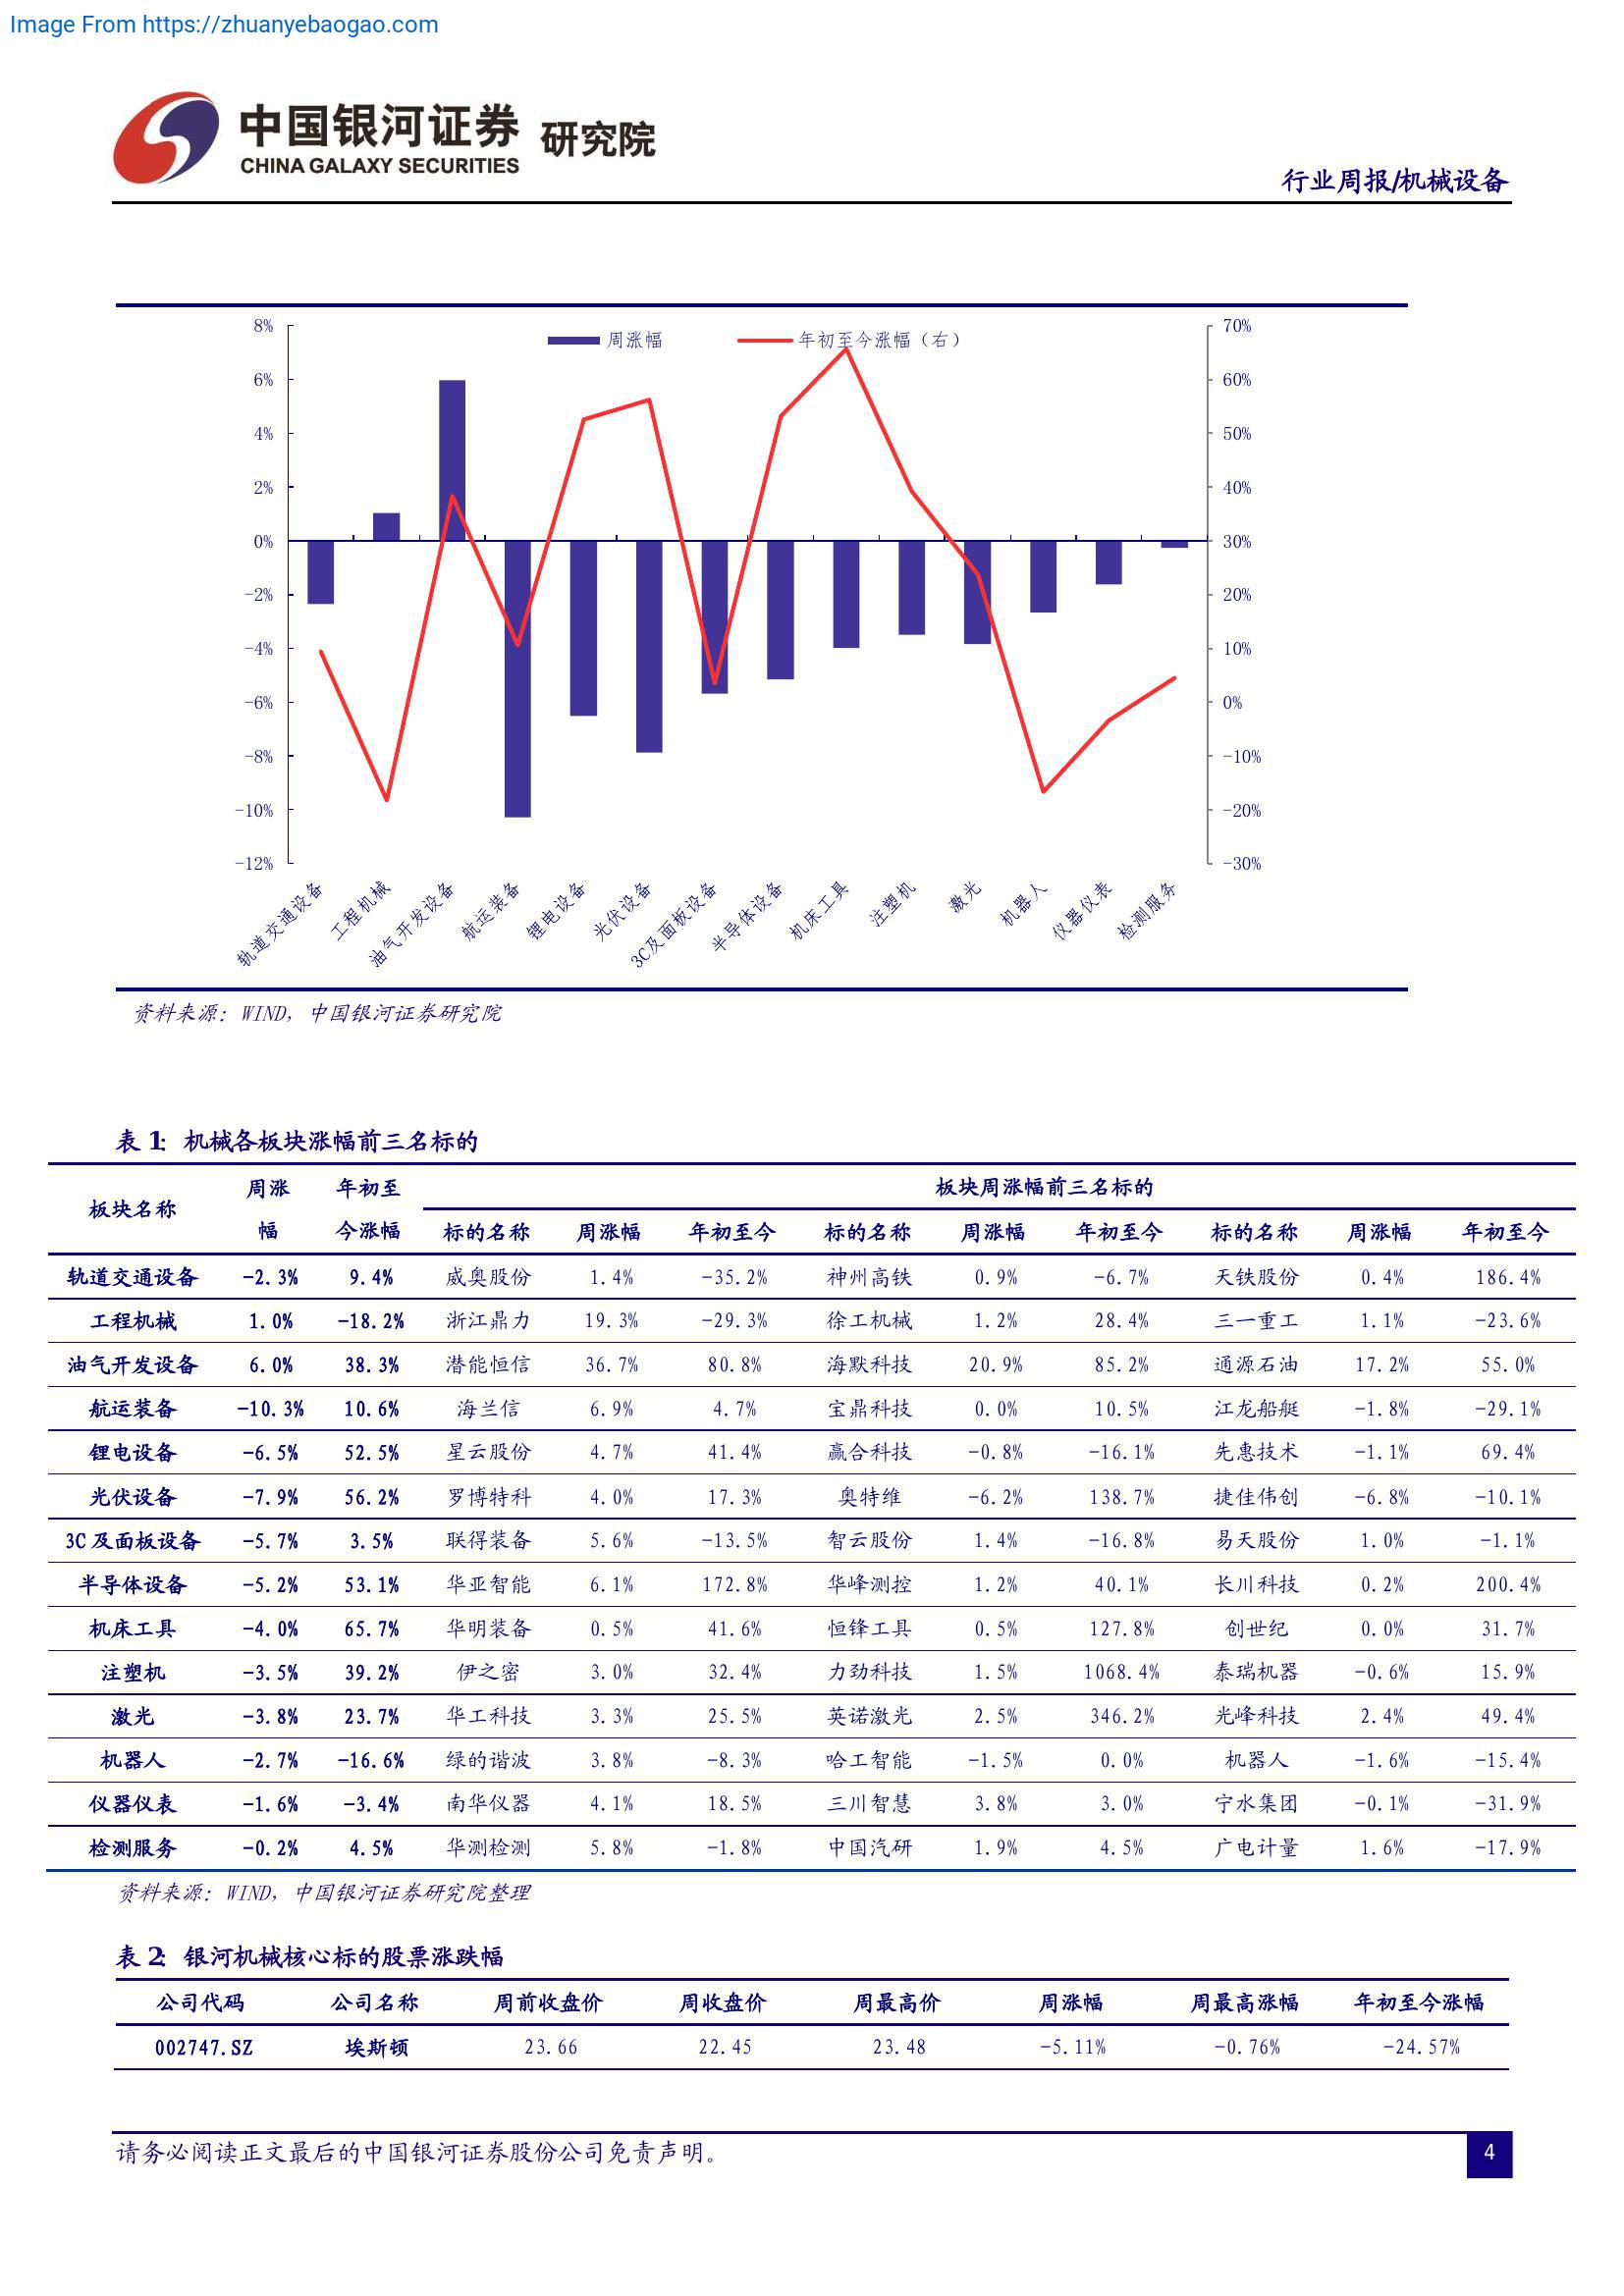 Image From https://zhuanyebaogao.com
中国银河证券 研究院
CHINA GALAXY SECURITIES
行业周报/机械设备
周涨幅 年初至今涨幅（右）
8% 70%
6% 60%
4% 50%
2% 40%
0% 30%
-2% 20%
-4% 10%
-6% 0%
-8% -10%
-10% -20%
-12% -30%
轨道交通设备 工程机械 油气开发设备 航运装备 锂电设备 光伏设备 3C及面板设备 半导体设备 机床工具 注塑机 激光 机器人 仪器仪表 检测服务
资料来源：WIND，中国银河证券研究院
表 1： 机械各板块涨幅前三名标的
板块名称 周涨幅 年初至今涨幅 板块周涨幅前三名标的
标的名称 周涨幅 年初至今 标的名称 周涨幅 年初至今 标的名称 周涨幅 年初至今
轨道交通设备 -2.3% 9.4% 威奥股份 1.4% -35.2% 神州高铁 0.9% -6.7% 天铁股份 0.4% 186.4%
工程机械 1.0% -18.2% 浙江鼎力 19.3% -29.3% 徐工机械 1.2% 28.4% 三一重工 1.1% -23.6%
油气开发设备 6.0% 38.3% 潜能恒信 36.7% 80.8% 海默科技 20.9% 85.2% 通源石油 17.2% 55.0%
航运装备 -10.3% 10.6% 海兰信 6.9% 4.7% 宝鼎科技 0.0% 10.5% 江龙船艇 -1.8% -29.1%
锂电设备 -6.5% 52.5% 星云股份 4.7% 41.4% 赢合科技 -0.8% -16.1% 先惠技术 -1.1% 69.4%
光伏设备 -7.9% 56.2% 罗博特科 4.0% 17.3% 奥特维 -6.2% 138.7% 捷佳伟创 -6.8% -10.1%
3C 及面板设备 -5.7% 3.5% 联得装备 5.6% -13.5% 智云股份 1.4% -16.8% 易天股份 1.0% -1.1%
半导体设备 -5.2% 53.1% 华亚智能 6.1% 172.8% 华峰测控 1.2% 40.1% 长川科技 0.2% 200.4%
机床工具 -4.0% 65.7% 华明装备 0.5% 41.6% 恒锋工具 0.5% 127.8% 创世纪 0.0% 31.7%
注塑机 -3.5% 39.2% 伊之密 3.0% 32.4% 力劲科技 1.5% 1068.4% 泰瑞机器 -0.6% 15.9%
激光 -3.8% 23.7% 华工科技 3.3% 25.5% 英诺激光 2.5% 346.2% 光峰科技 2.4% 49.4%
机器人 -2.7% -16.6% 绿的谐波 3.8% -8.3% 哈工智能 -1.5% 0.0% 机器人 -1.6% -15.4%
仪器仪表 -1.6% -3.4% 南华仪器 4.1% 18.5% 三川智慧 3.8% 3.0% 宁水集团 -0.1% -31.9%
检测服务 -0.2% 4.5% 华测检测 5.8% -1.8% 中国汽研 1.9% 4.5% 广电计量 1.6% -17.9%
资料来源：WIND，中国银河证券研究院整理
表 2： 银河机械核心标的股票涨跌幅
公司代码 公司名称 周前收盘价 周收盘价 周最高价 周涨幅 周最高涨幅 年初至今涨幅
002747.SZ 埃斯顿 23.66 22.45 23.48 -5.11% -0.76% -24.57%
请务必阅读正文最后的中国银河证券股份公司免责声明。
4